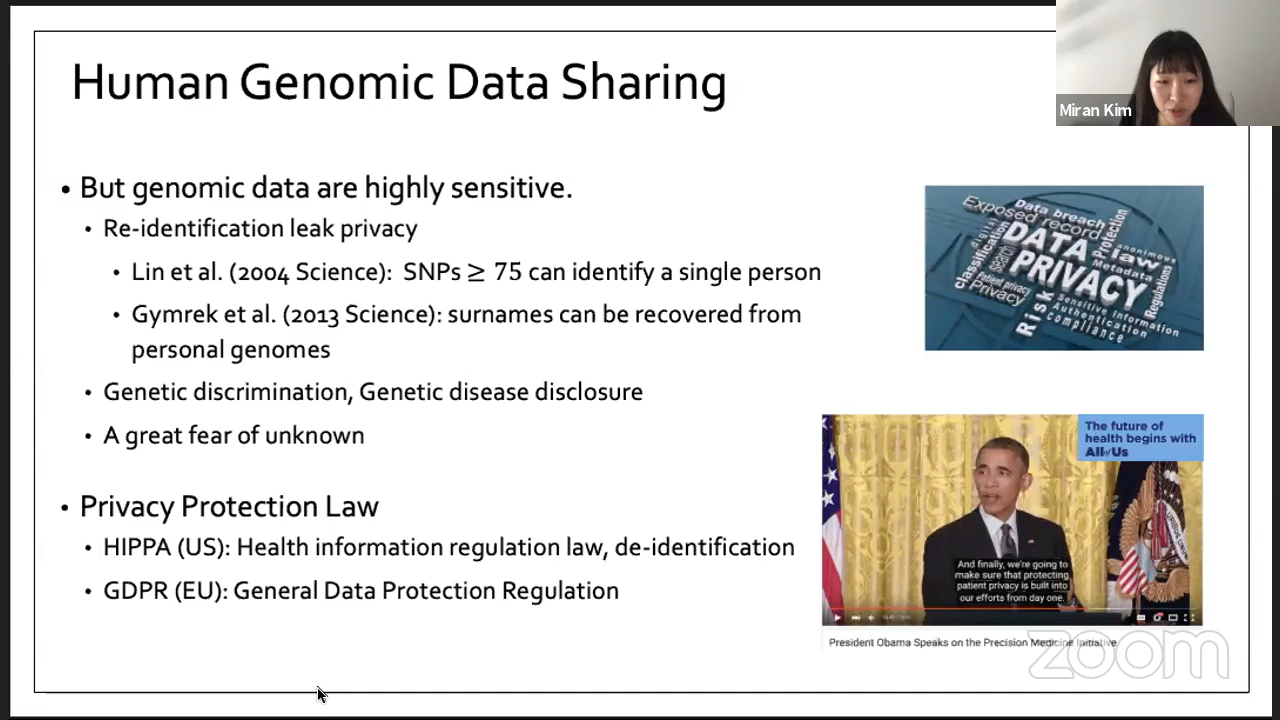 Human Genomic Data Sharing
Miran Kim
• But genomic data are highly sensitive.
• Re-identification leak privacy
• Lin et al. (2004 Science): SNPs ≥ 75 can identify a single person
• Gymrek et al. (2013 Science): surnames can be recovered from
personal genomes
• Genetic discrimination, Genetic disease disclosure
• A great fear of unknown
• Privacy Protection Law
• HIPPA (US): Health information regulation law, de-identification
• GDPR (EU): General Data Protection Regulation
Data breach
Exposed record
DATA
PRIVACY
Protection
anonymous
law
Metadata
Regulations
digital
classification
search
Patient privacy
Privacy
Risk
Sensitive Information
Authentication
compliance
The future of
health begins with
All of Us
And finally, we're going to
make sure that protecting
patient privacy is built into
our efforts from day one.
President Obama Speaks on the Precision Medicine Initiative
zoom